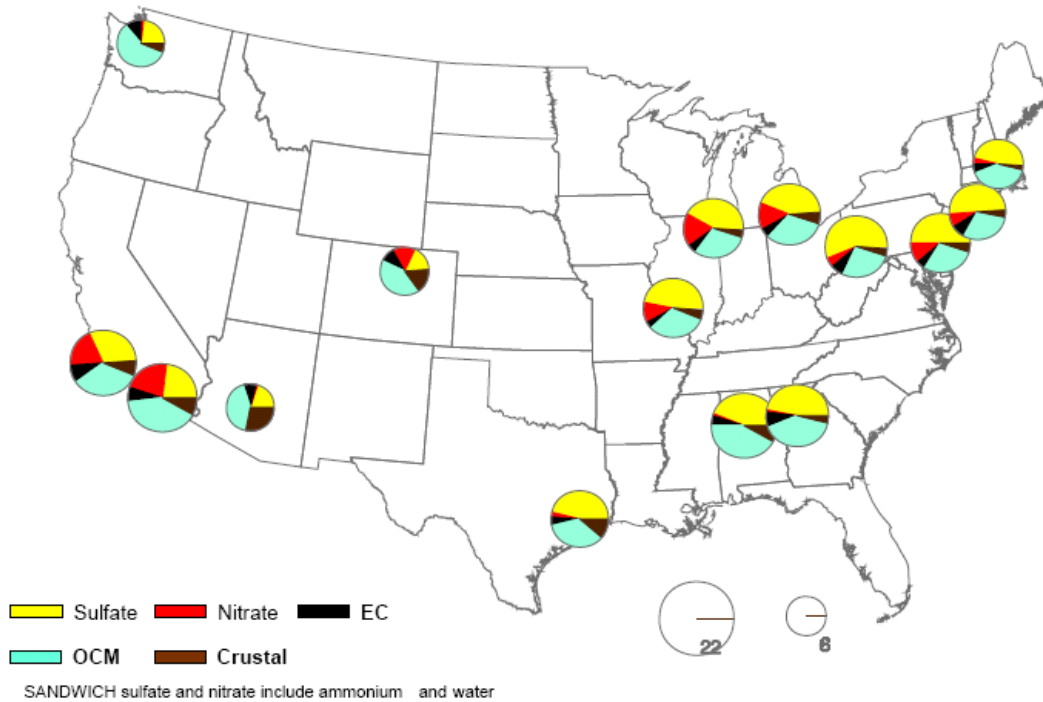 22 6
Sulfate Nitrate EC
OCM Crustal
SANDWICH sulfate and nitrate include ammonium and water